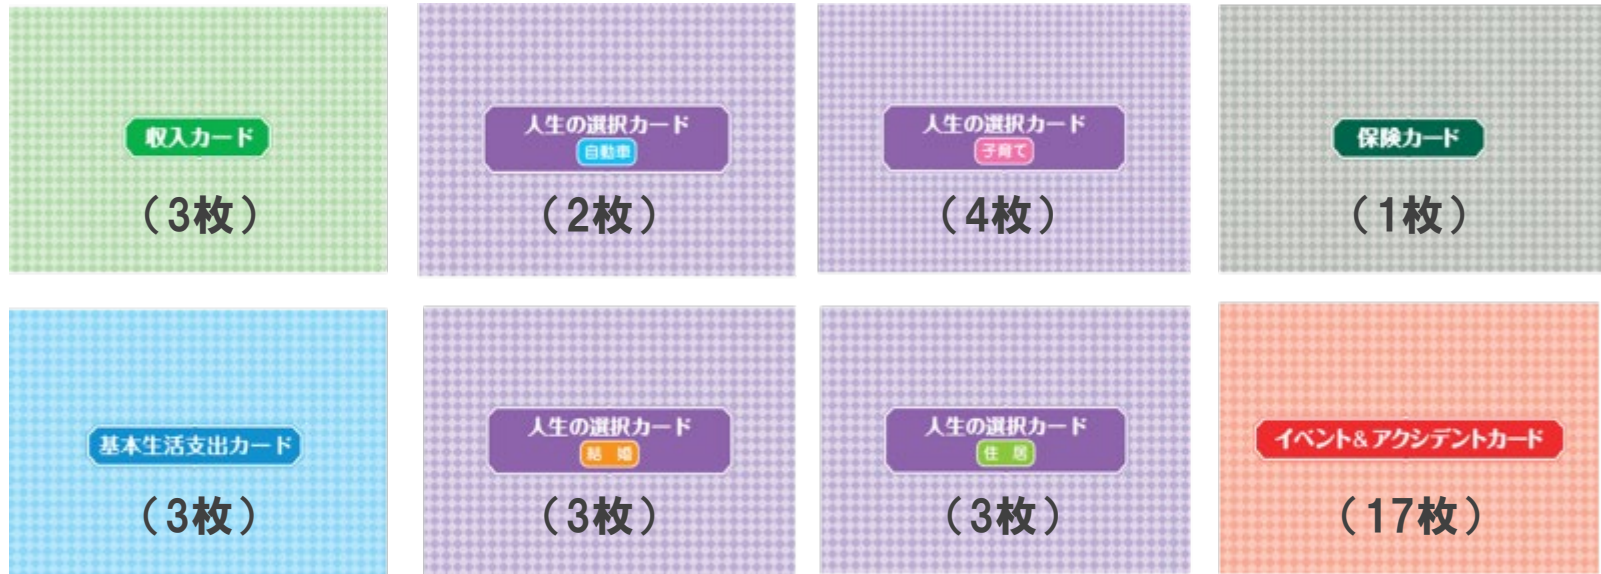 収入カード
（3枚）
人生の選択カード
自動車
（2枚）
人生の選択カード
子育て
（4枚）
保険カード
（1枚）
基本生活支出カード
（3枚）
人生の選択カード
結 婚
（3枚）
人生の選択カード
住 居
（3枚）
イベント&アクシデントカード
（17枚）